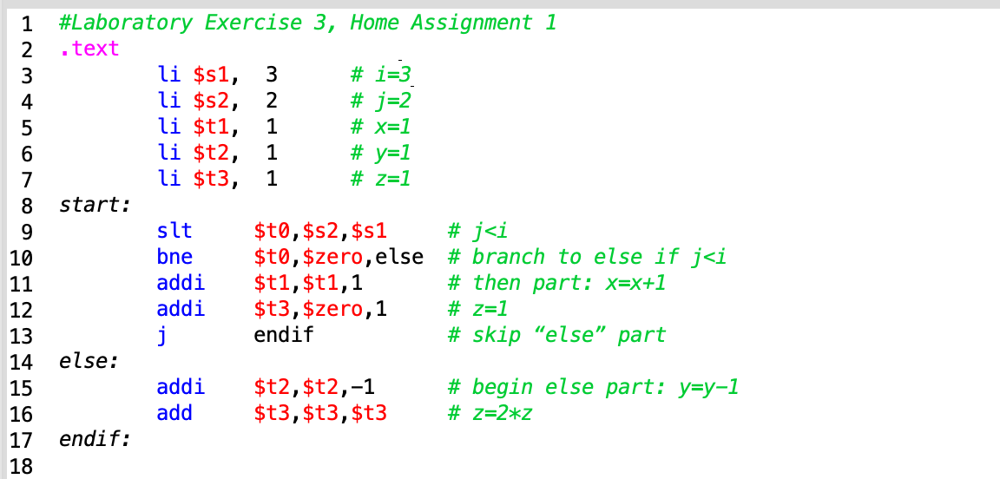 1 #Laboratory Exercise 3, Home Assignment 1
2 .text
3 li $s1, 3 # i=3
4 li $s2, 2 # j=2
5 li $t1, 1 # x=1
6 li $t2, 1 # y=1
7 li $t3, 1 # z=1
8 start:
9 slt $t0,$s2,$s1 # j<i
10 bne $t0,$zero,else # branch to else if j<i
11 addi $t1,$t1,1 # then part: x=x+1
12 addi $t3,$zero,1 # z=1
13 j endif # skip “else” part
14 else:
15 addi $t2,$t2,−1 # begin else part: y=y−1
16 add $t3,$t3,$t3 # z=2*z
17 endif:
18